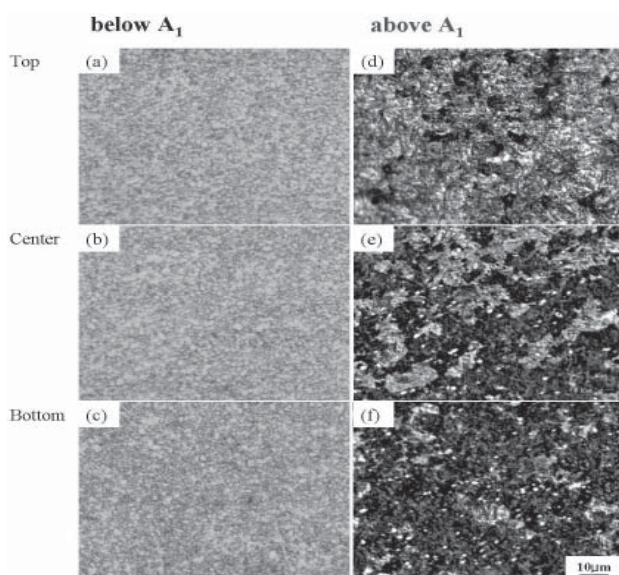 below A₁ above A₁
Top (a) (d)
Center (b) (e)
Bottom (c) (f)
10μm